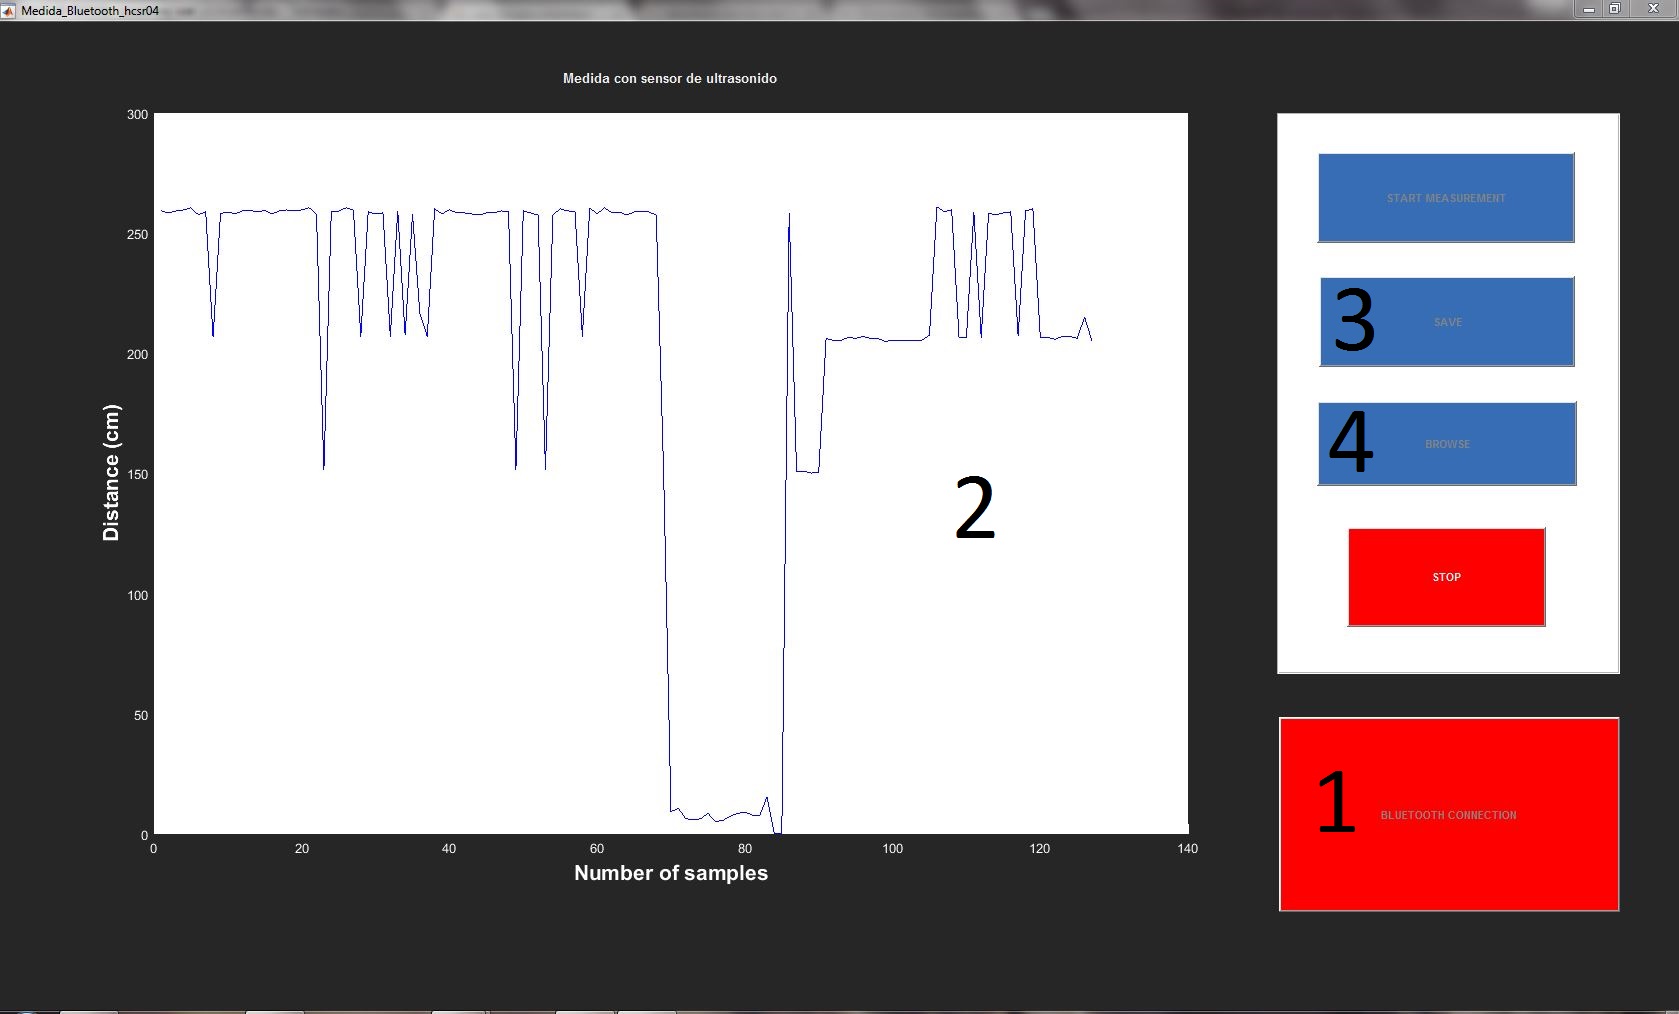 Medida_Bluetooth_hcsr04
Medida con sensor de ultrasonido
300
250
200
150
100
50
0
Distance (cm)
0 20 40 60 80 100 120 140
Number of samples
2
START MEASUREMENT
3 SAVE
4 BROWSE
STOP
1 BLUETOOTH CONNECTION